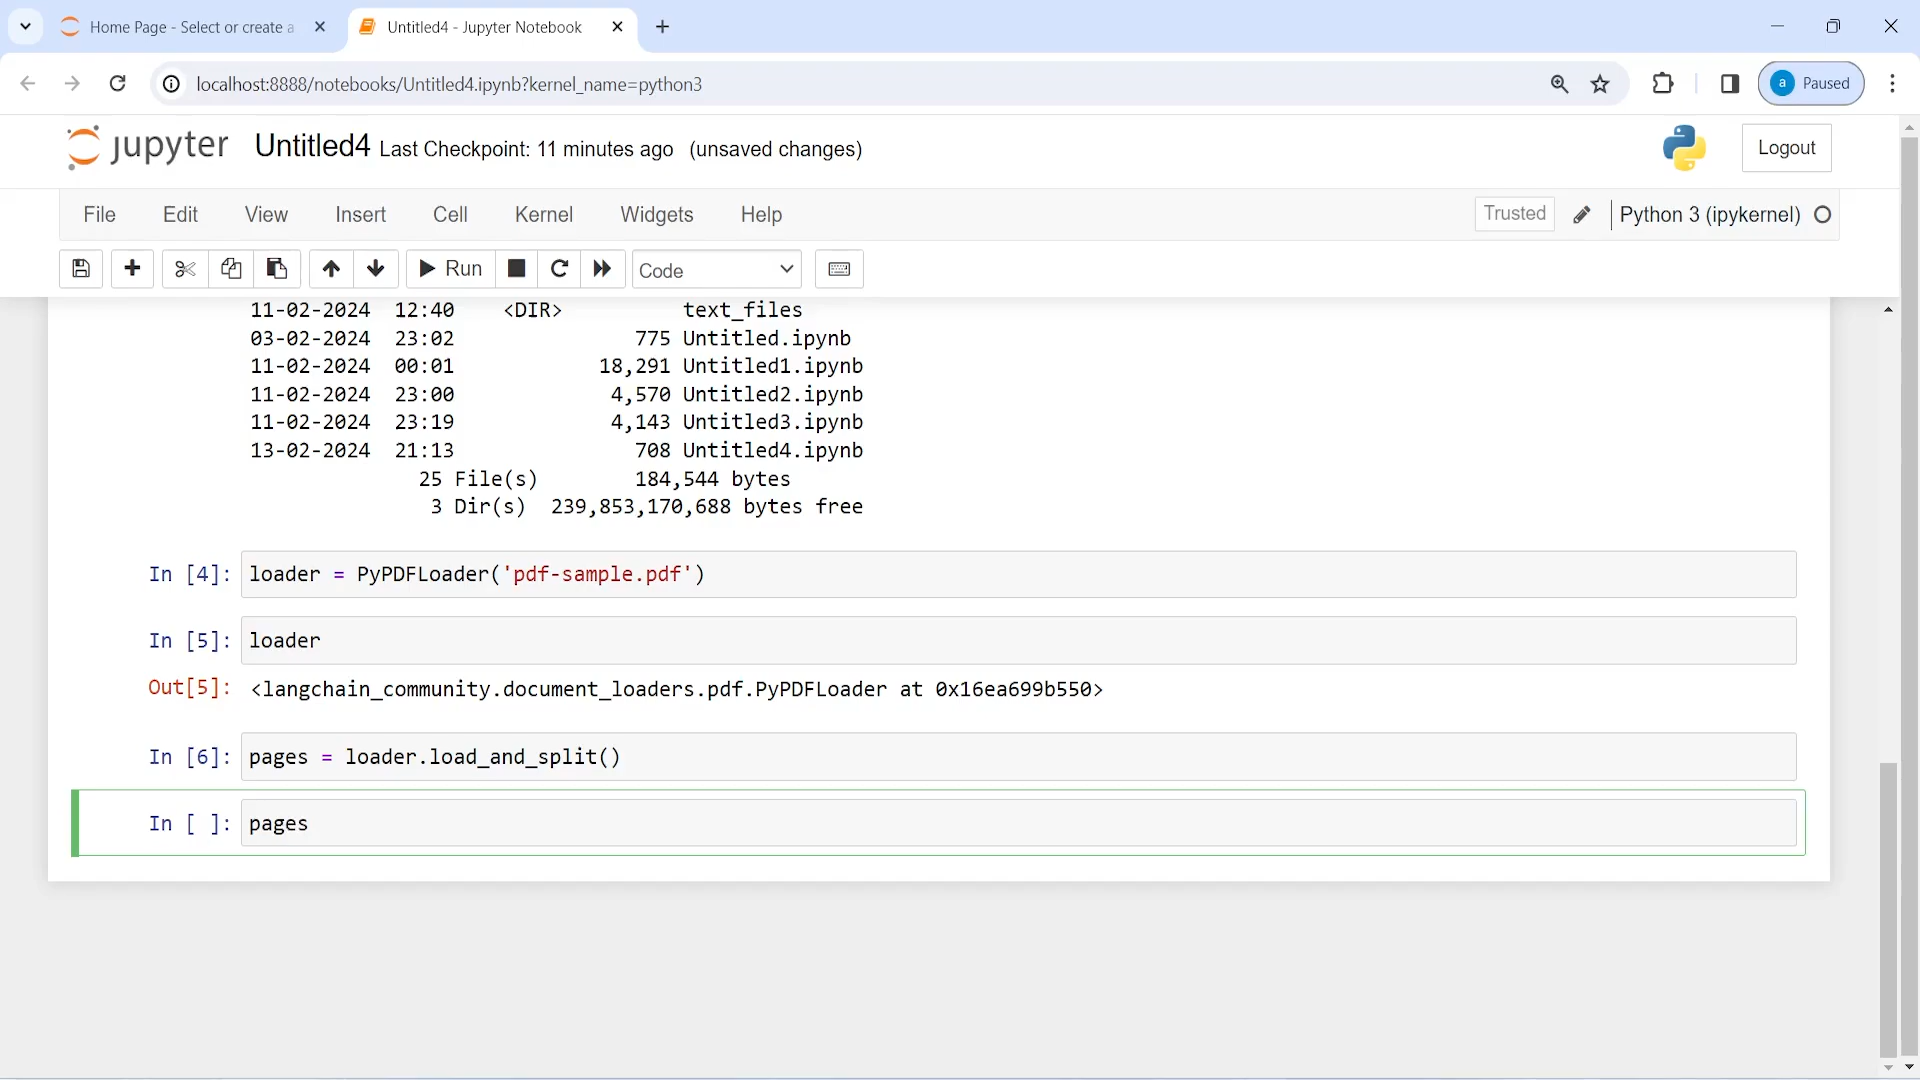 Home Page - Select or create a
Untitled4 - Jupyter Notebook
localhost:8888/notebooks/Untitled4.ipynb?kernel_name=python3
a Paused
jupyter Untitled4 Last Checkpoint: 11 minutes ago (unsaved changes)
Logout
File Edit View Insert Cell Kernel Widgets Help
Trusted Python 3 (ipykernel)
Run Code
11-02-2024  12:40    <DIR>          text_files
03-02-2024  23:02               775 Untitled.ipynb
11-02-2024  00:01            18,291 Untitled1.ipynb
11-02-2024  23:00             4,570 Untitled2.ipynb
11-02-2024  23:19             4,143 Untitled3.ipynb
13-02-2024  21:13               708 Untitled4.ipynb
25 File(s)        184,544 bytes
3 Dir(s)  239,853,170,688 bytes free
In [4]: loader = PyPDFLoader('pdf-sample.pdf')
In [5]: loader
Out[5]: <langchain_community.document_loaders.pdf.PyPDFLoader at 0x16ea699b550>
In [6]: pages = loader.load_and_split()
In [ ]: pages